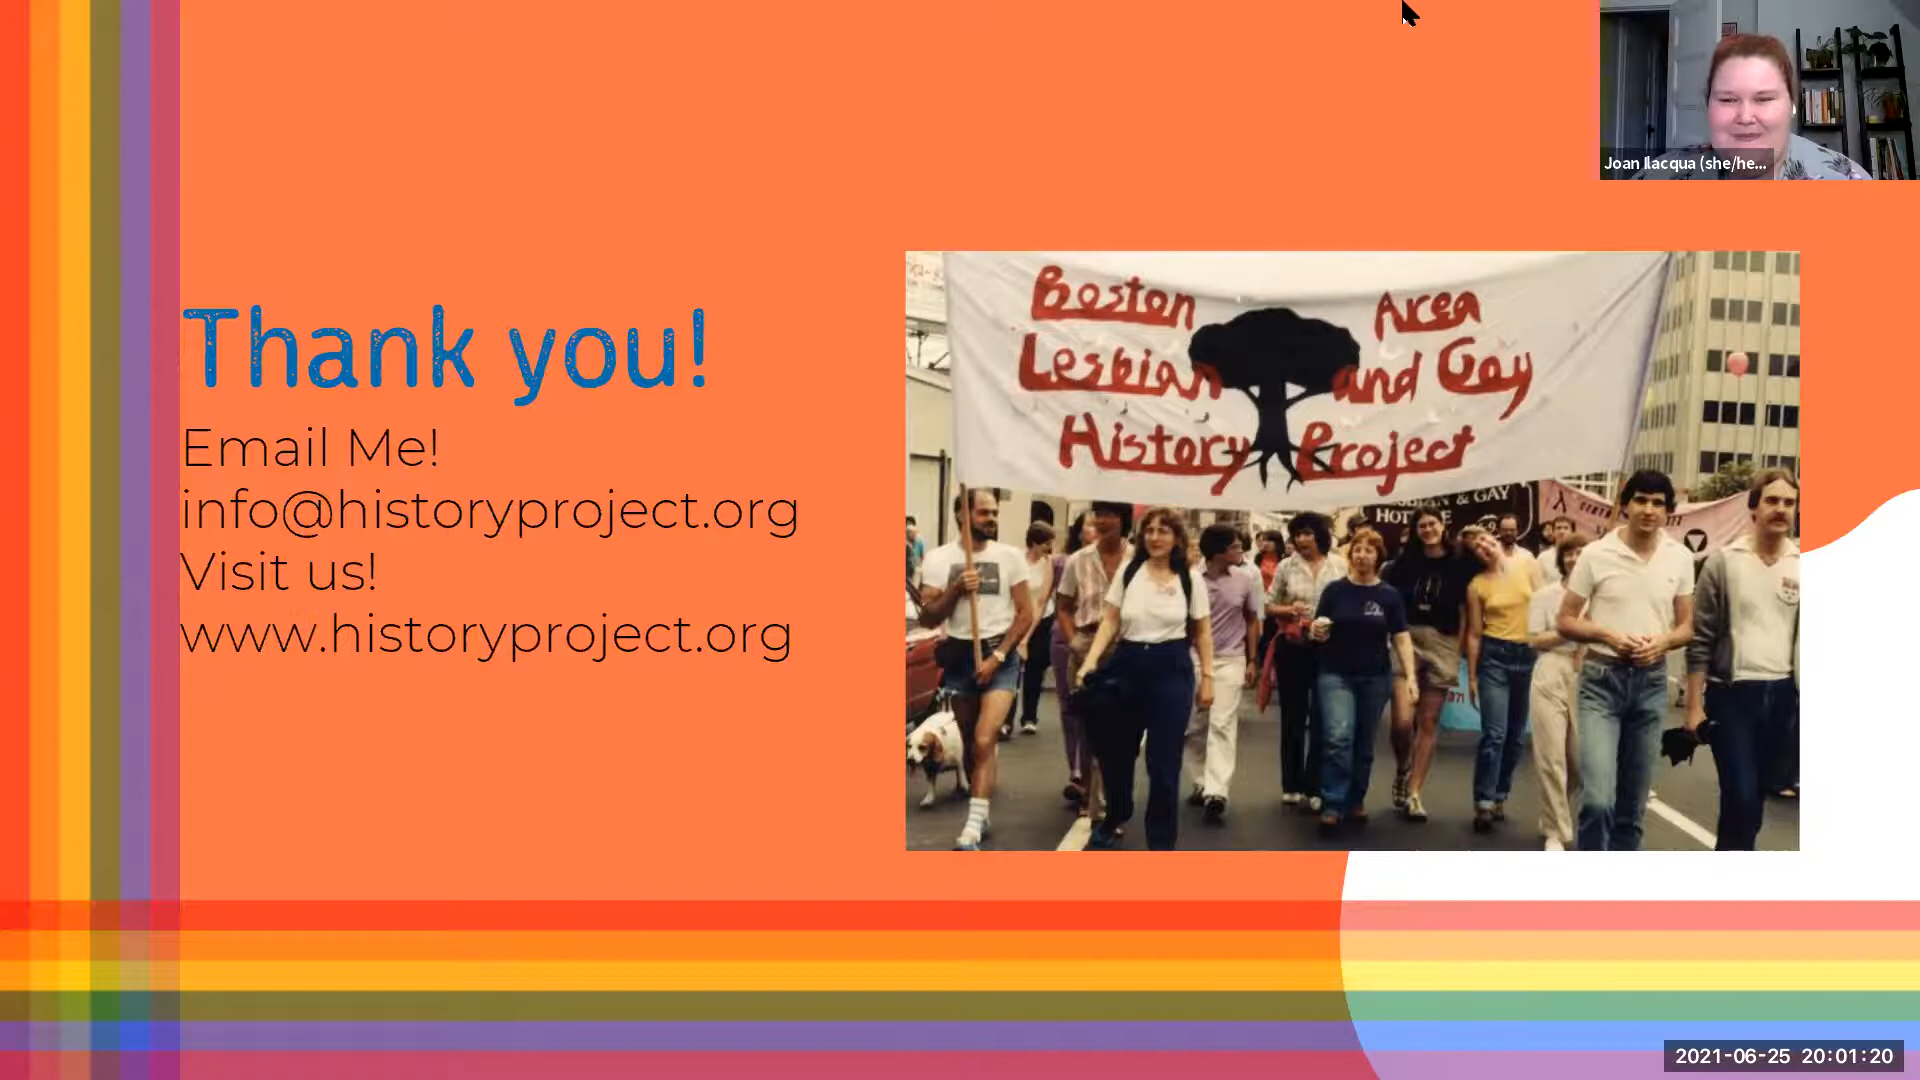 Joan Ilacqua (she/he...
Thank you!
Email Me!
info@historyproject.org
Visit us!
www.historyproject.org
Boston Area
Lesbian and Gay
History Project
& GAY
2021-06-25 20:01:20